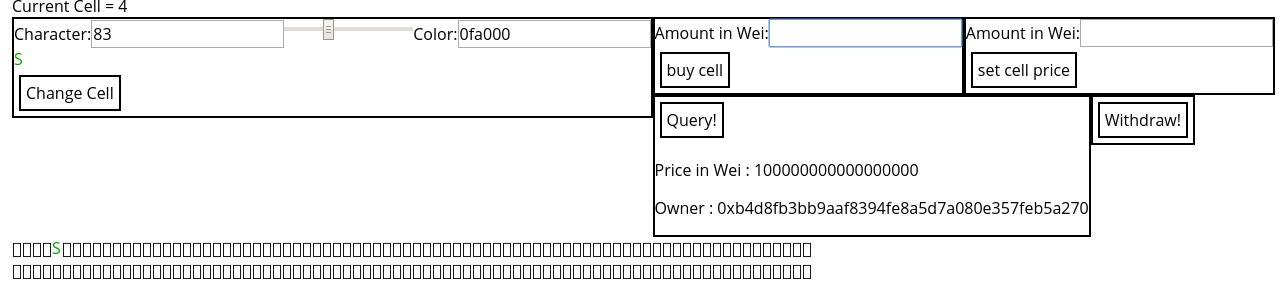 Current Cell = 4
Character: 83 Color: 0fa000
S
Change Cell
Amount in Wei:
buy cell
Amount in Wei:
set cell price
Query!
Price in Wei : 100000000000000000
Owner : 0xb4d8fb3bb9aaf8394fe8a5d7a080e357feb5a270
Withdraw!
S